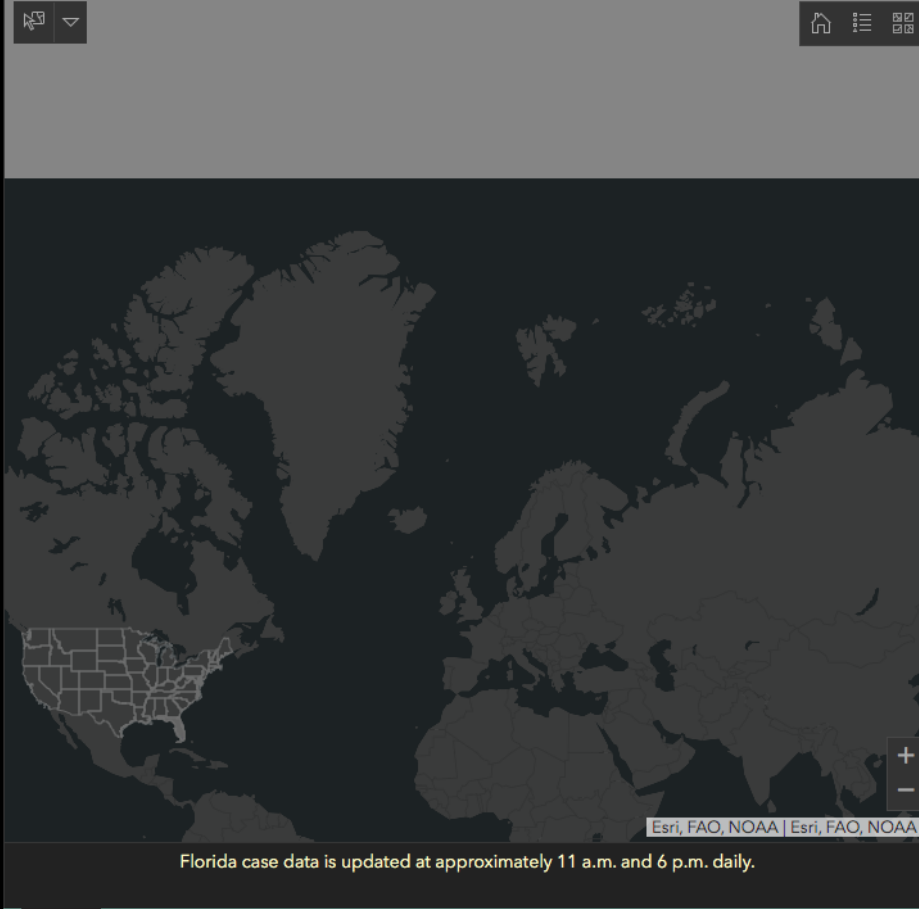 Esri, FAO, NOAA | Esri, FAO, NOAA
Florida case data is updated at approximately 11 a.m. and 6 p.m. daily.